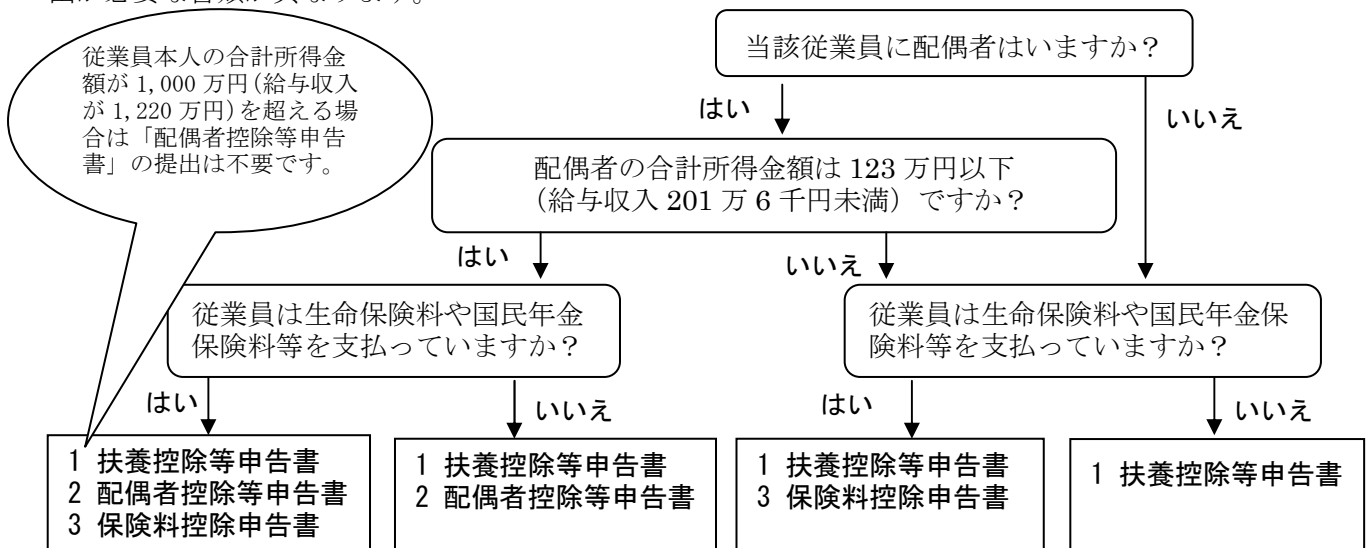 従業員本人の合計所得金
額が 1,000 万円(給与収入
が 1,220 万円)を超える場
合は「配偶者控除等申告
書」の提出は不要です。
当該従業員に配偶者はいますか？
はい
いいえ
配偶者の合計所得金額は 123 万円以下
（給与収入 201 万 6 千円未満）ですか？
はい
いいえ
従業員は生命保険料や国民年金
保険料等を支払っていますか？
従業員は生命保険料や国民年金保
険料等を支払っていますか？
はい
いいえ
はい
いいえ
1 扶養控除等申告書
2 配偶者控除等申告書
3 保険料控除申告書
1 扶養控除等申告書
2 配偶者控除等申告書
1 扶養控除等申告書
3 保険料控除申告書
1 扶養控除等申告書